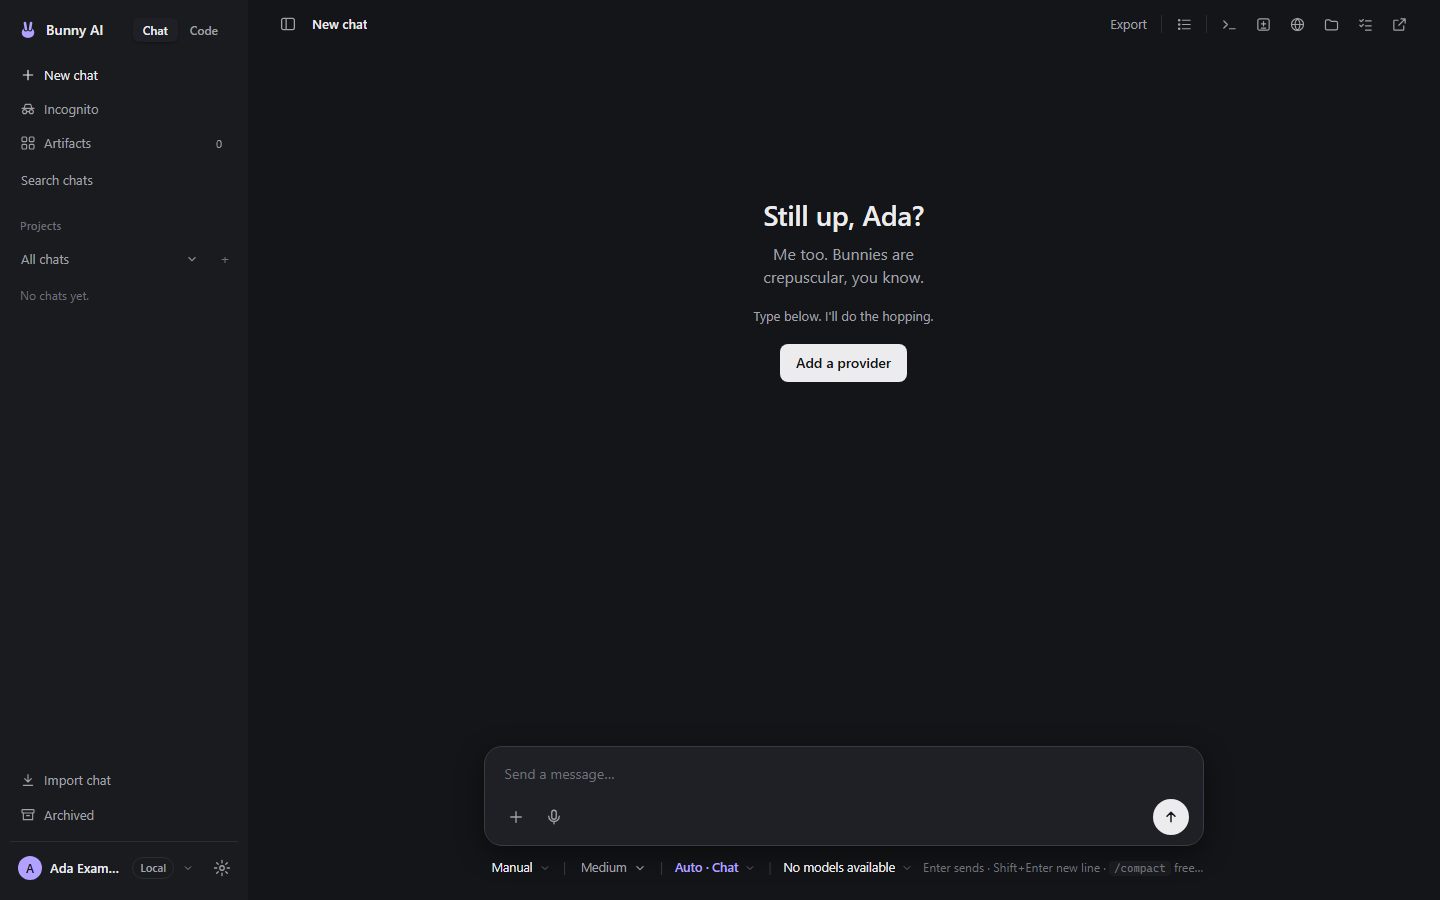 Bunny AI
Chat
Code
New chat
Incognito
Artifacts
0
Search chats
Projects
All chats
+
No chats yet.
Import chat
Archived
A
Ada Exam...
Local
New chat
Export
Still up, Ada?
Me too. Bunnies are
crepuscular, you know.
Type below. I'll do the hopping.
Add a provider
Send a message...
Manual
Medium
Auto · Chat
No models available
Enter sends · Shift+Enter new line · /compact free...